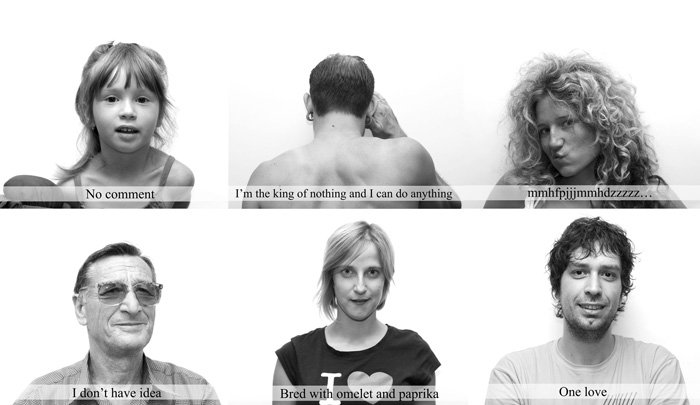 No comment
I'm the king of nothing and I can do anything
mmhfpjjjmmhdzzzzz…
I don't have idea
Bred with omelet and paprika
One love
I